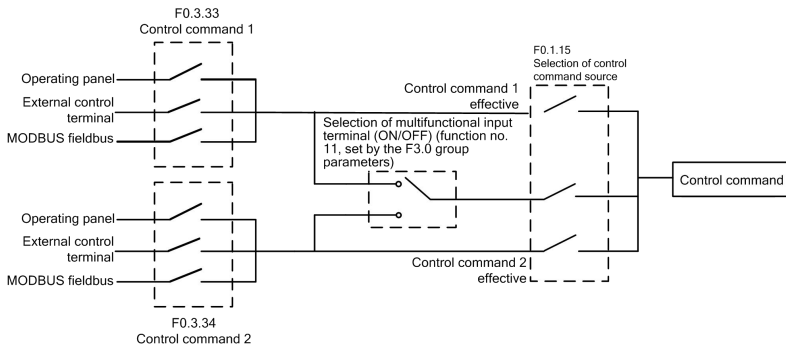 F0.3.33
Control command 1
Operating panel
External control
terminal
MODBUS fieldbus
Control command 1
effective
F0.1.15
Selection of control
command source
Selection of multifunctional input
terminal (ON/OFF) (function no.
11, set by the F3.0 group
parameters)
Control command
Operating panel
External control
terminal
MODBUS fieldbus
Control command 2
effective
F0.3.34
Control command 2